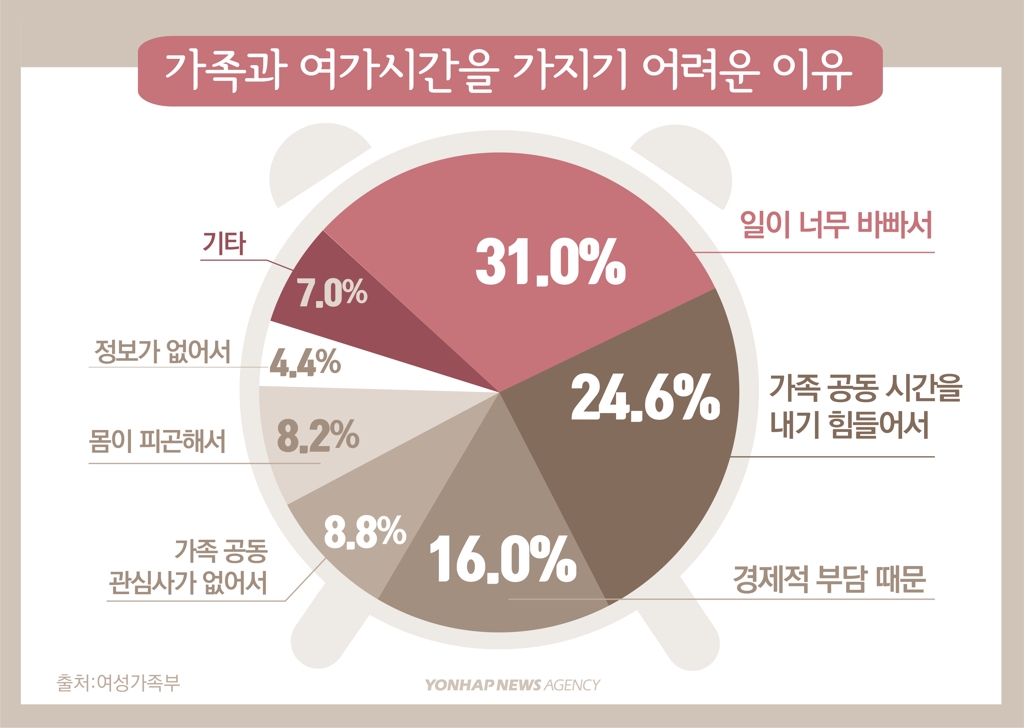 가족과 여가시간을 가지기 어려운 이유
31.0%
일이 너무 바빠서
24.6%
가족 공동 시간을
내기 힘들어서
16.0%
경제적 부담 때문
8.8%
가족 공동
관심사가 없어서
8.2%
몸이 피곤해서
4.4%
정보가 없어서
7.0%
기타
출처:여성가족부
YONHAP NEWS AGENCY